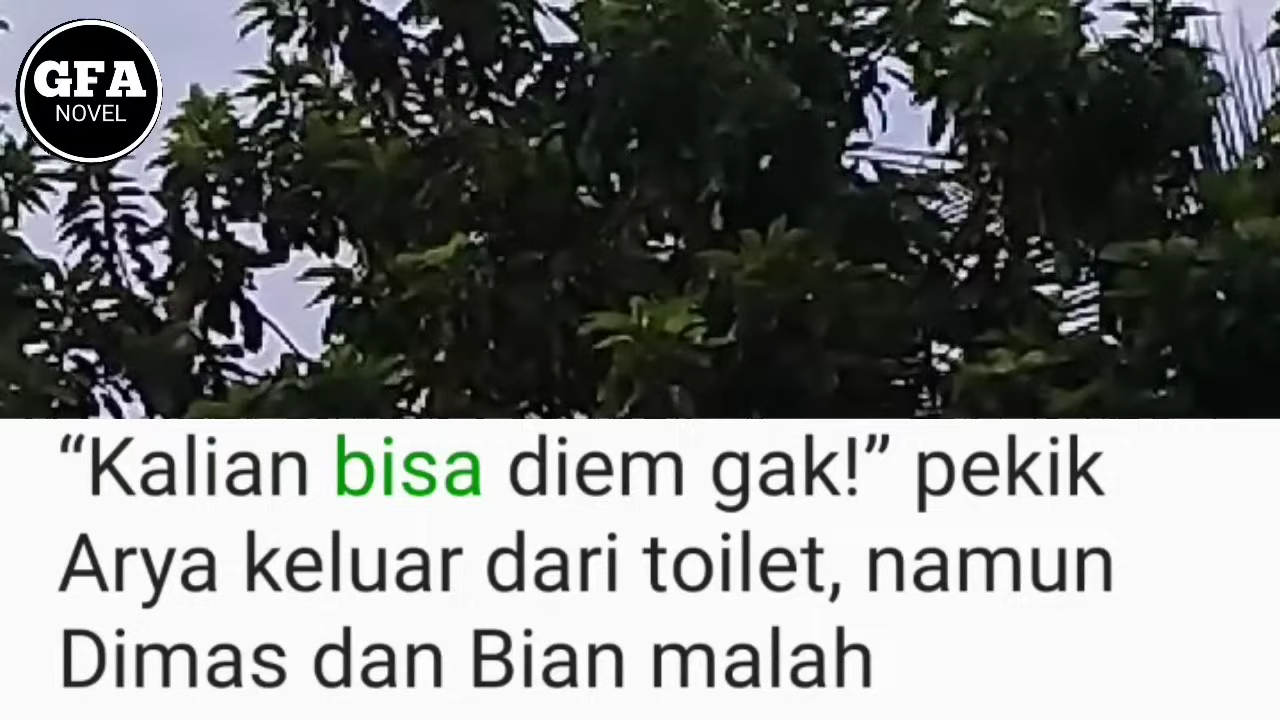 GFA
NOVEL
“Kalian bisa diem gak!” pekik
Arya keluar dari toilet, namun
Dimas dan Bian malah